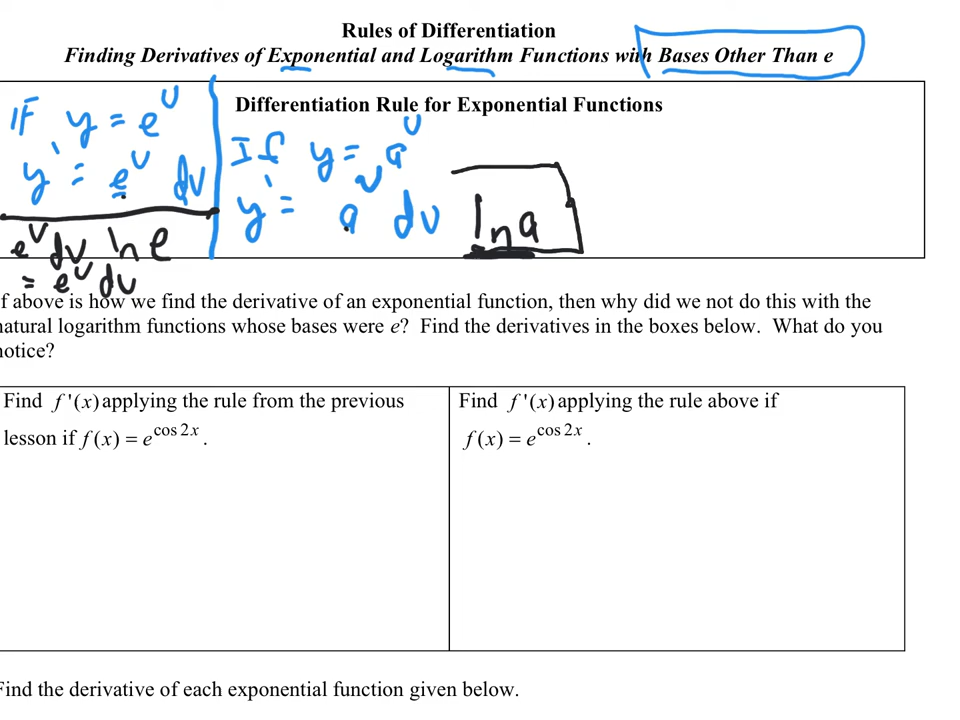 Rules of Differentiation
Finding Derivatives of Exponential and Logarithm Functions with Bases Other Than e
Differentiation Rule for Exponential Functions
IF y = e^u
y' = e^u du
e^u du ln e
= e^u du
If y = a^u
y' = a^u du ln a
f above is how we find the derivative of an exponential function, then why did we not do this with the
natural logarithm functions whose bases were e? Find the derivatives in the boxes below. What do you
notice?
Find f '(x) applying the rule from the previous
lesson if f(x) = e^cos 2x.
Find f '(x) applying the rule above if
f(x) = e^cos 2x.
Find the derivative of each exponential function given below.